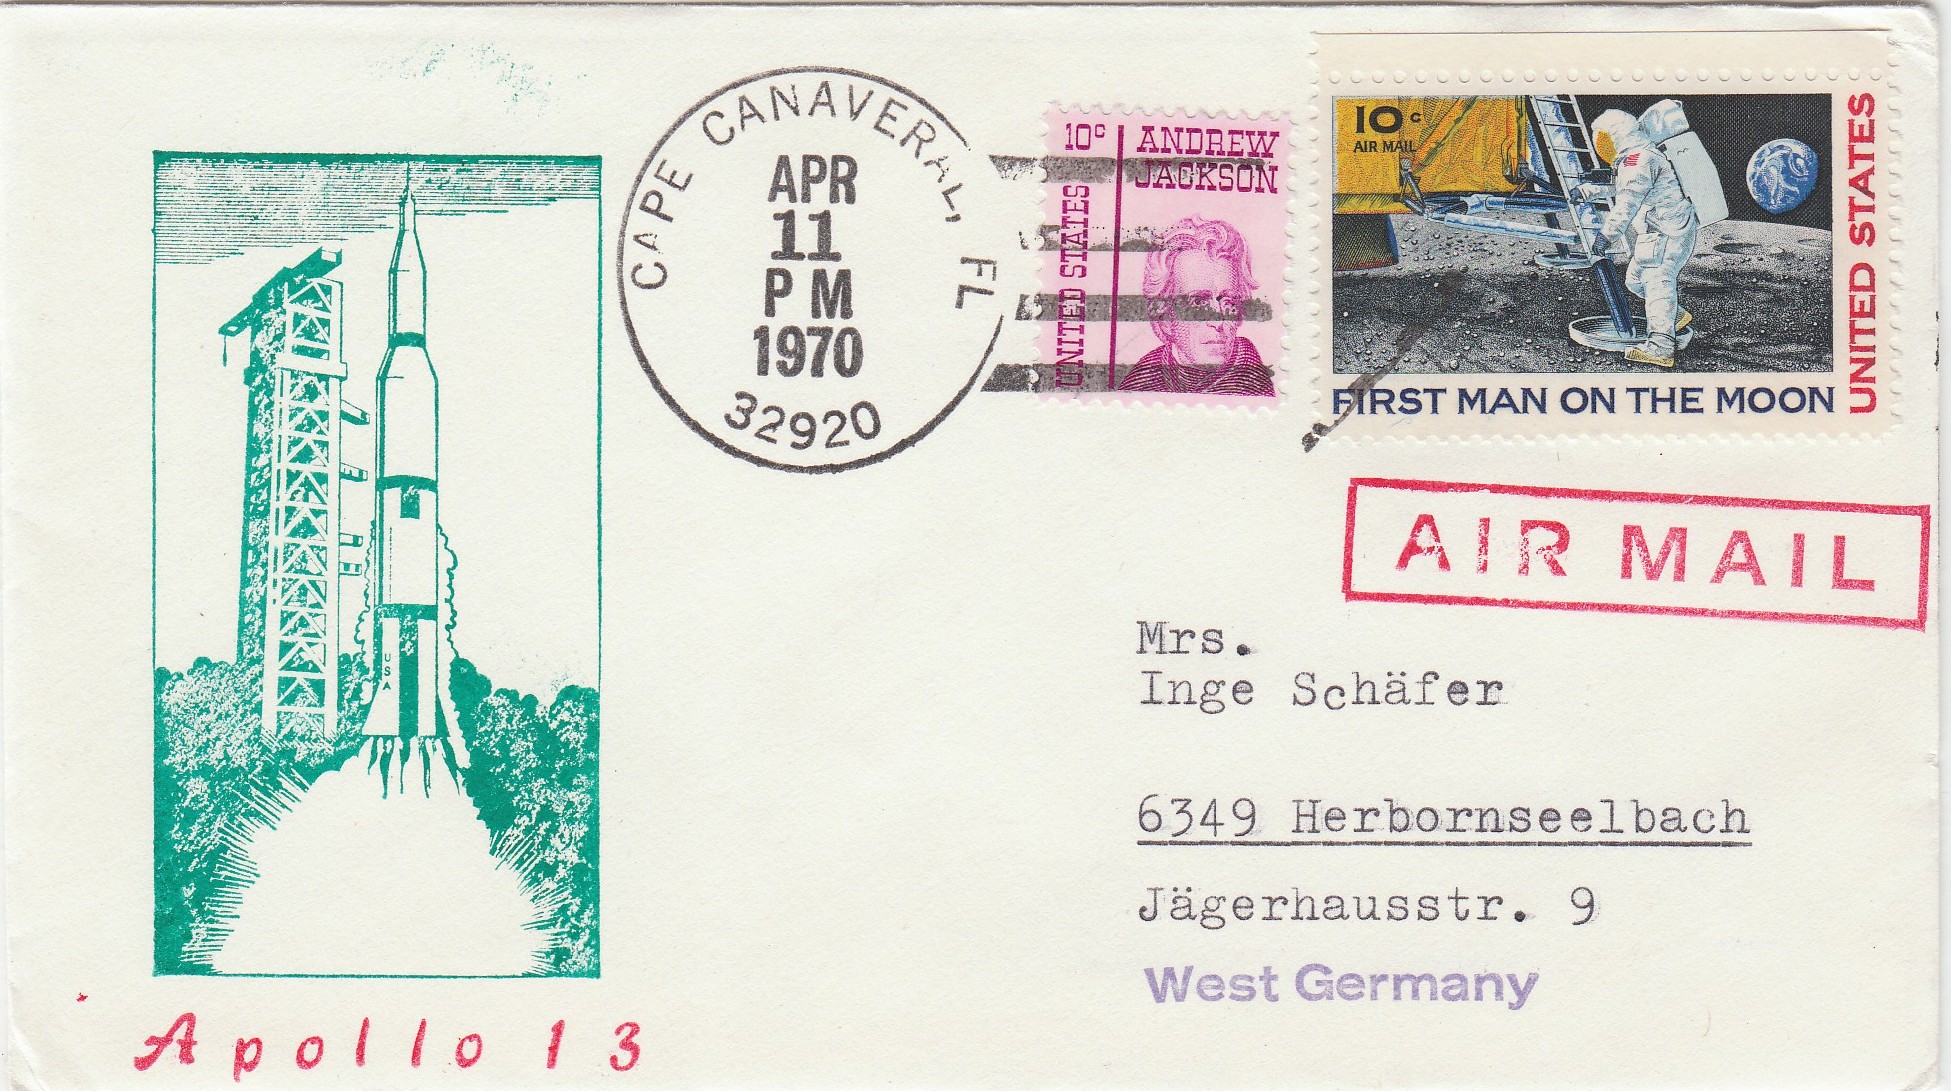 CAPE CANAVERAL, FL
APR
11
PM
1970
32920
10c
ANDREW
JACKSON
UNITED STATES
10c
AIR MAIL
UNITED STATES
FIRST MAN ON THE MOON
AIR MAIL
Mrs.
Inge Schäfer
6349 Herbornseelbach
Jägerhausstr. 9
West Germany
USA
Apollo 13